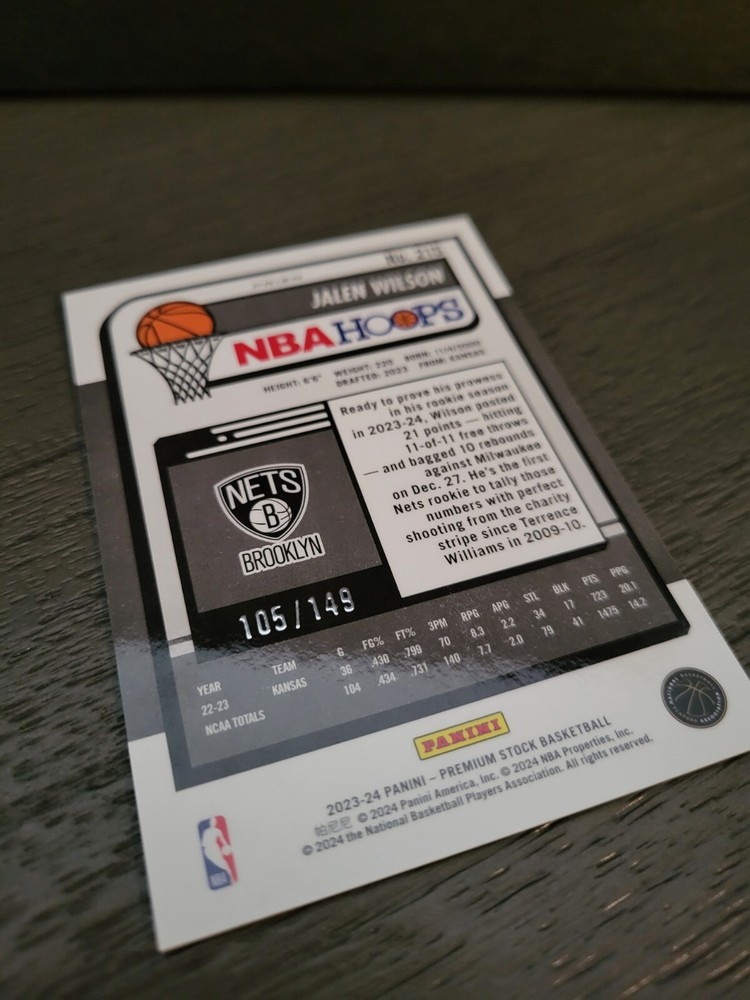 JALEN WILSON
NBA HOOPS
HEIGHT: 6'6" WEIGHT: 220 BORN:
DRAFTED: 2023 FROM: KANSAS
Ready to prove his prowess
in his rookie season
in 2023-24, Wilson posted
21 points — hitting
11-of-11 free throws
— and bagged 10 rebounds
against Milwaukee
on Dec. 27. He's the first
Nets rookie to tally those
numbers with perfect
shooting from the charity
stripe since Terrence
Williams in 2009-10.
NETS
B
BROOKLYN
105/149
YEAR TEAM G FG% FT% 3PM RPG APG STL BLK PTS PPG
22-23 KANSAS 36 .430 .799 70 8.3 2.2 34 17 723 20.1
NCAA TOTALS 104 .434 .731 140 7.7 2.0 79 41 1475 14.2
PANINI
2023-24 PANINI – PREMIUM STOCK BASKETBALL
帕尼尼 © 2024 Panini America, Inc. © 2024 NBA Properties, Inc.
© 2024 the National Basketball Players Association. All rights reserved.
NBA